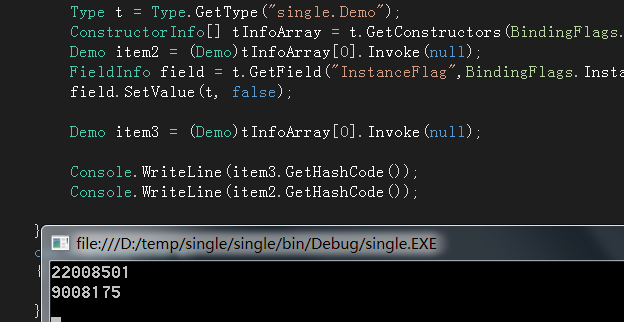 Type t = Type.GetType("single.Demo");
ConstructorInfo[] tInfoArray = t.GetConstructors(BindingFlags.
Demo item2 = (Demo)tInfoArray[0].Invoke(null);
FieldInfo field = t.GetField("InstanceFlag",BindingFlags.Insta
field.SetValue(t, false);
Demo item3 = (Demo)tInfoArray[0].Invoke(null);
Console.WriteLine(item3.GetHashCode());
Console.WriteLine(item2.GetHashCode());
}
file:///D:/temp/single/single/bin/Debug/single.EXE
{
22008501
9008175
}